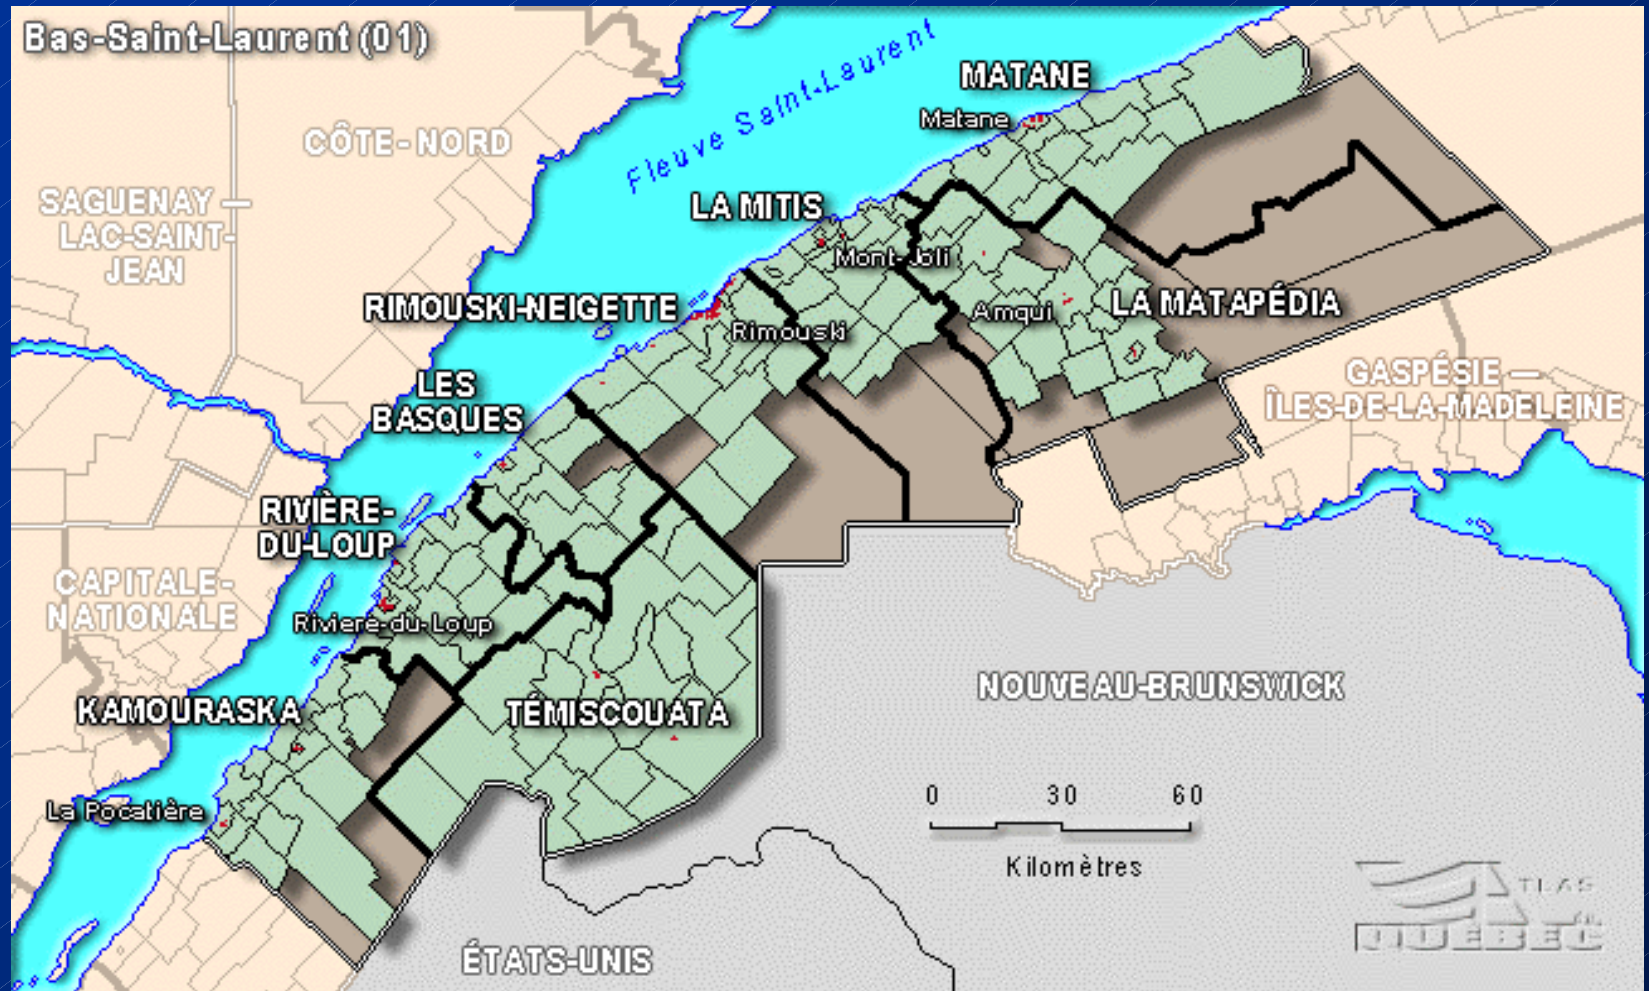 Bas-Saint-Laurent (01)
Fleuve Saint-Laurent
MATANE
Matane
CÔTE-NORD
SAGUENAY —
LAC-SAINT-
JEAN
LA MITIS
Mont-Joli
RIMOUSKI-NEIGETTE
Rimouski
Amqui
LA MATAPÉDIA
LES
BASQUES
GASPÉSIE —
ÎLES-DE-LA-MADELEINE
RIVIÈRE-
DU-LOUP
CAPITALE-
NATIONALE
Riviere-du-Loup
NOUVEAU-BRUNSWICK
KAMOURASKA
TÉMISCOUATA
La Pocatière
0 30 60
Kilomètres
ATLAS
DU
QUÉBEC
ÉTATS-UNIS